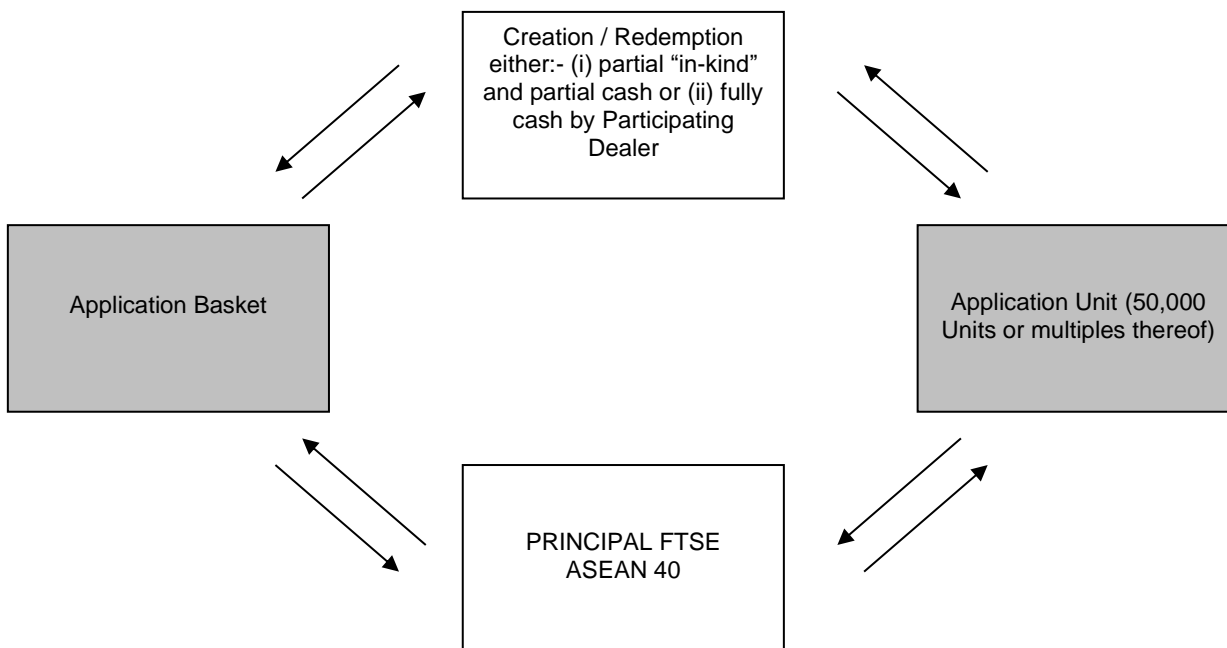 Creation / Redemption
either:- (i) partial “in-kind”
and partial cash or (ii) fully
cash by Participating
Dealer
Application Basket
Application Unit (50,000
Units or multiples thereof)
PRINCIPAL FTSE
ASEAN 40